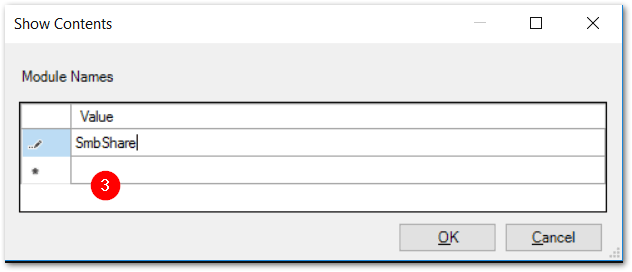 Show Contents
Module Names
Value
SmbShare
*
3
OK
Cancel